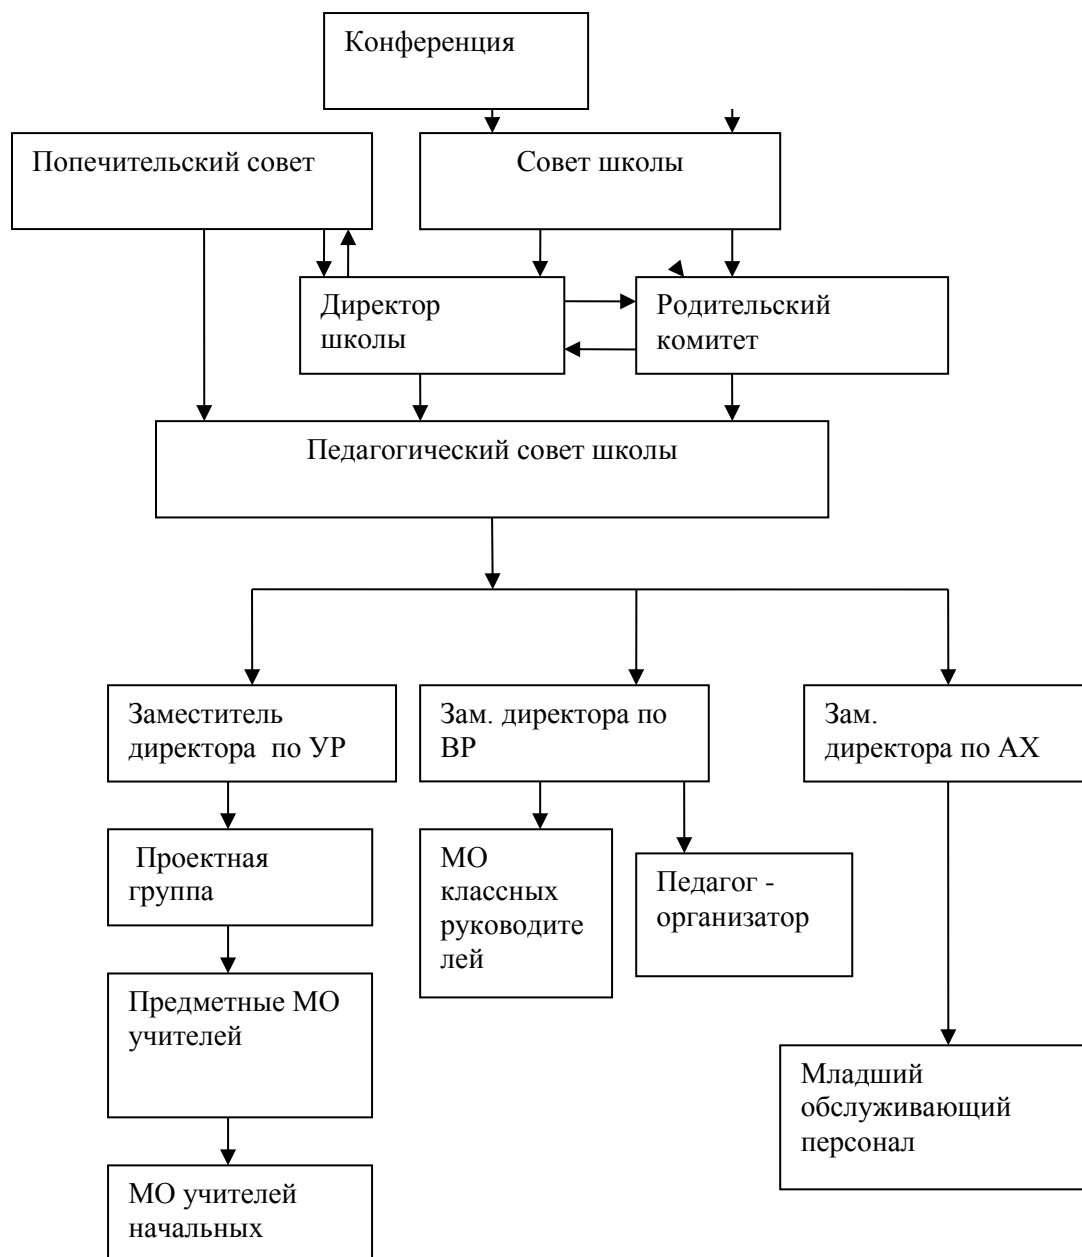 Конференция
Попечительский совет
Совет школы
Директор
школы
Родительский
комитет
Педагогический совет школы
Заместитель
директора по УР
Зам. директора по
ВР
Зам.
директора по АХ
Проектная
группа
МО
классных
руководите
лей
Педагог -
организатор
Предметные МО
учителей
Младший
обслуживающий
персонал
МО учителей
начальных